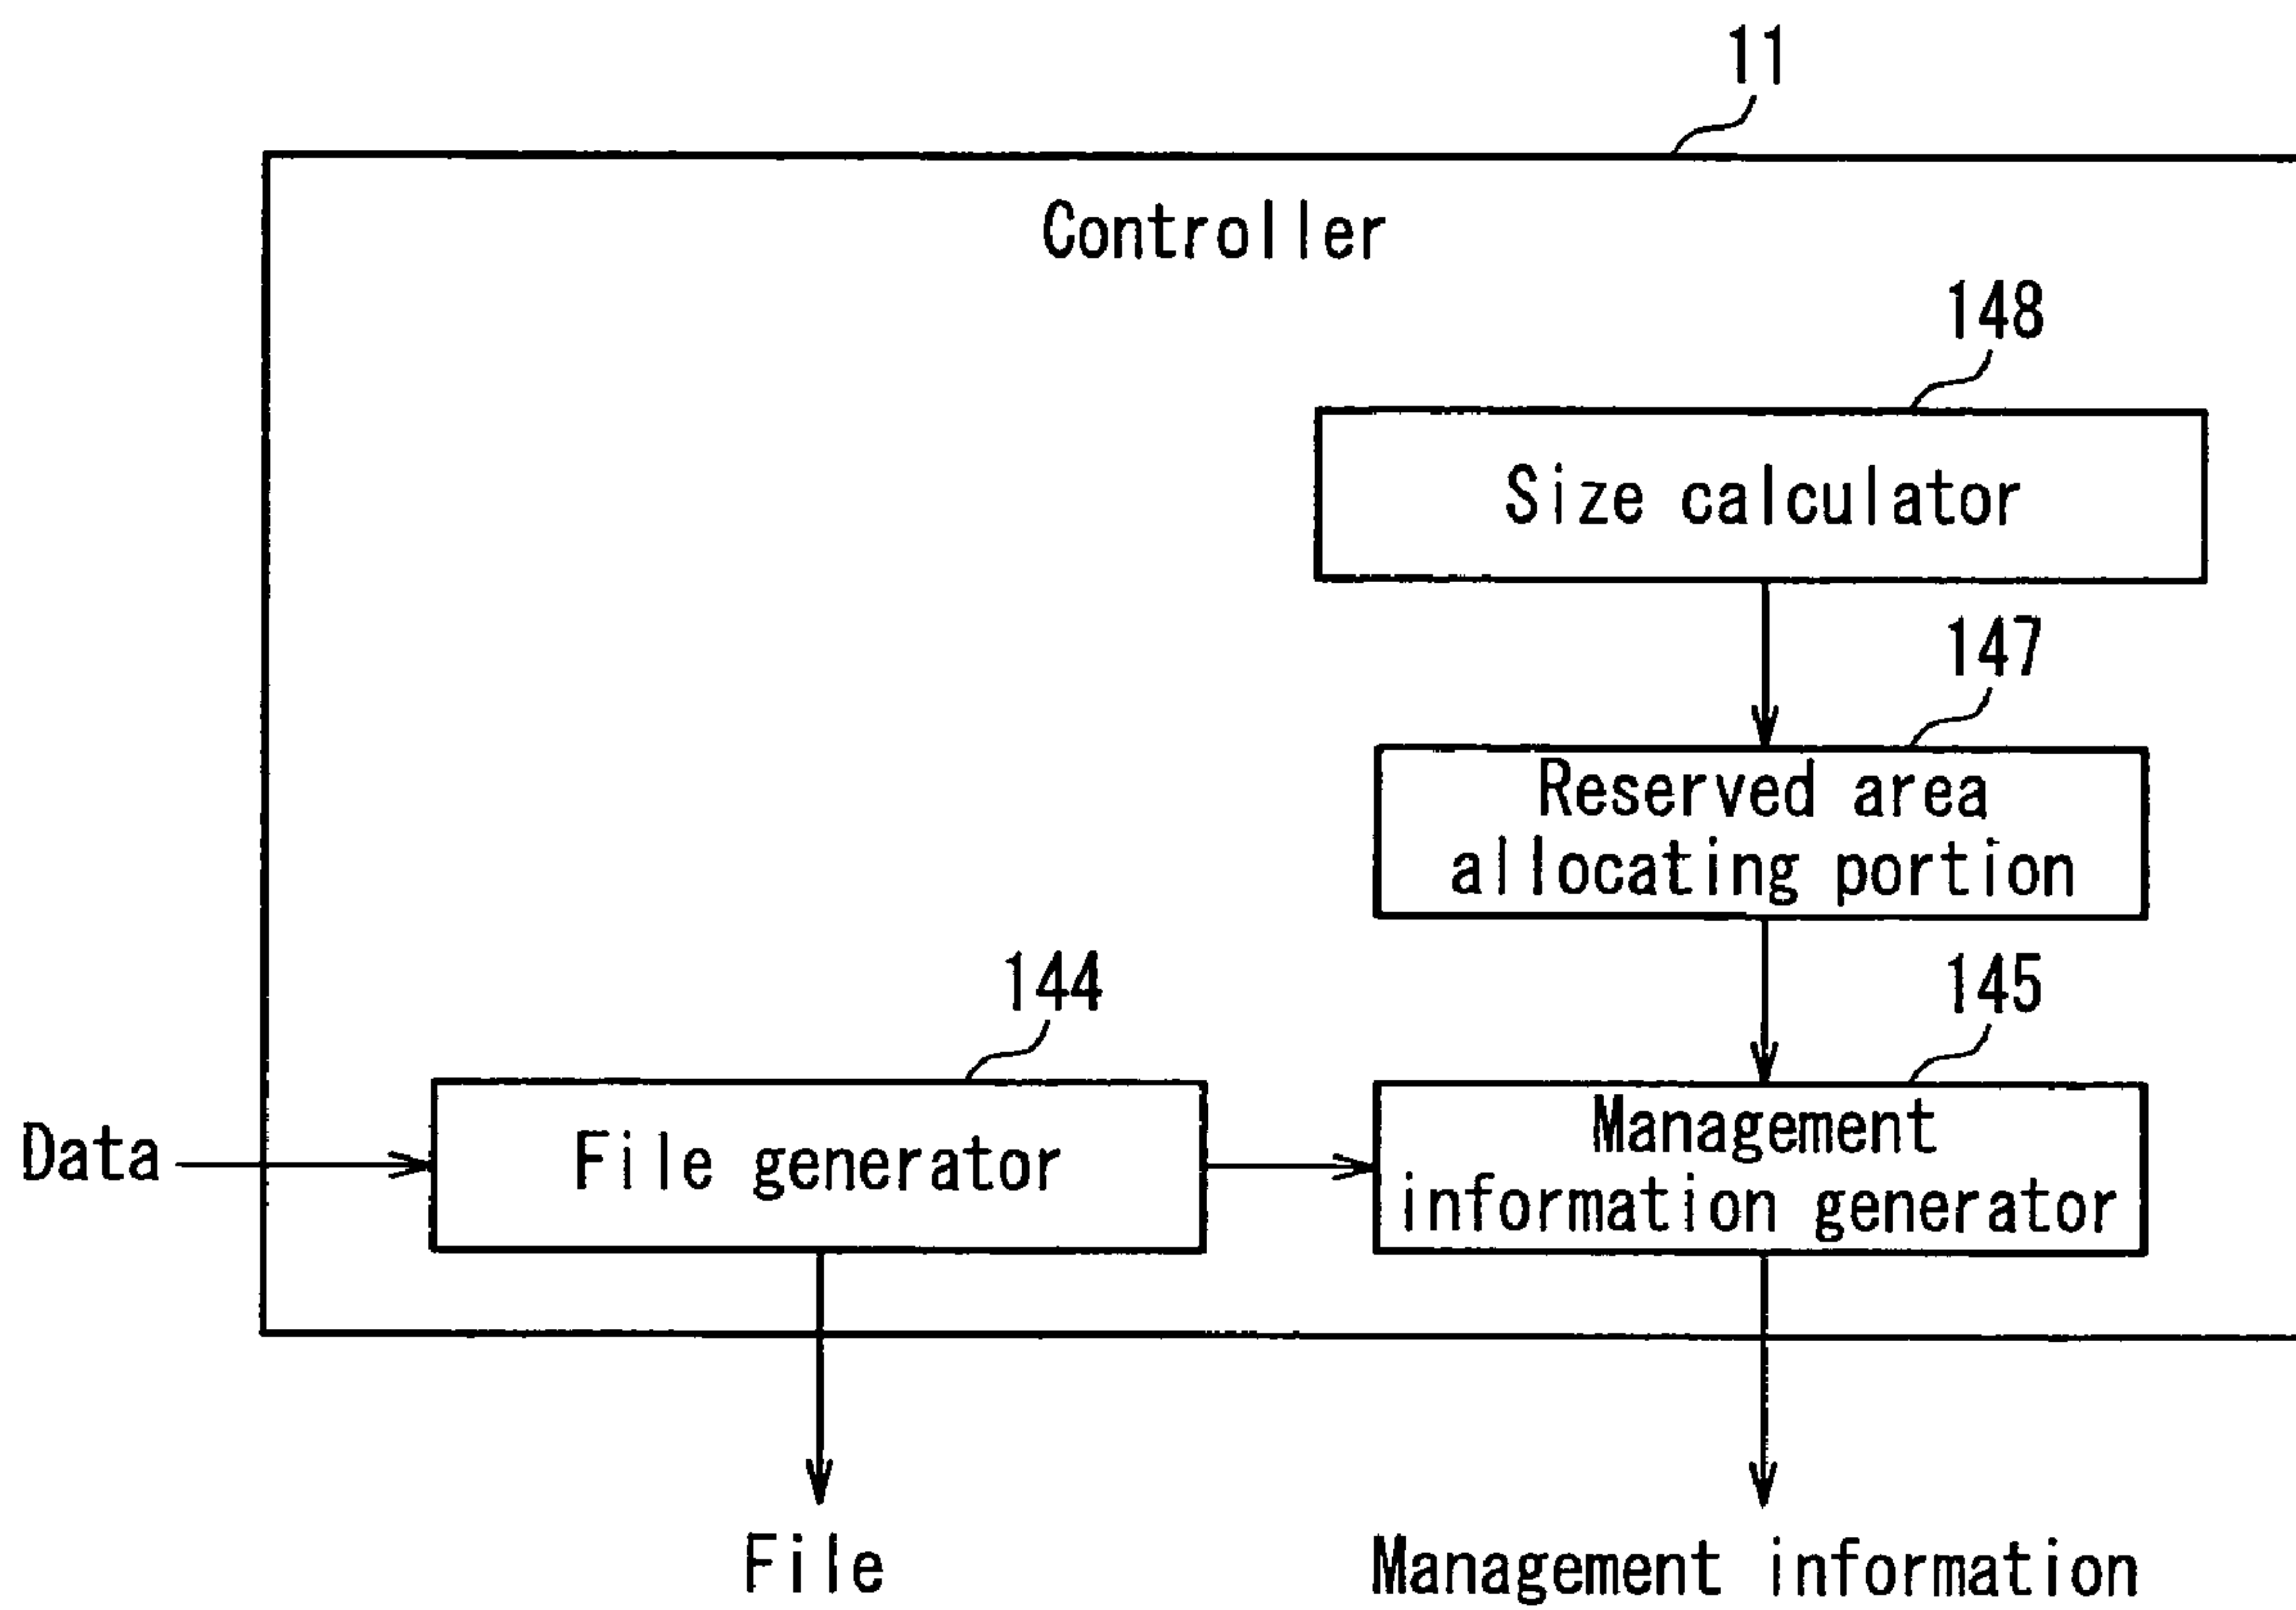 11
Controller
148
Size calculator
147
Reserved area
allocating portion
144
145
Data
File generator
Management
information generator
File
Management information